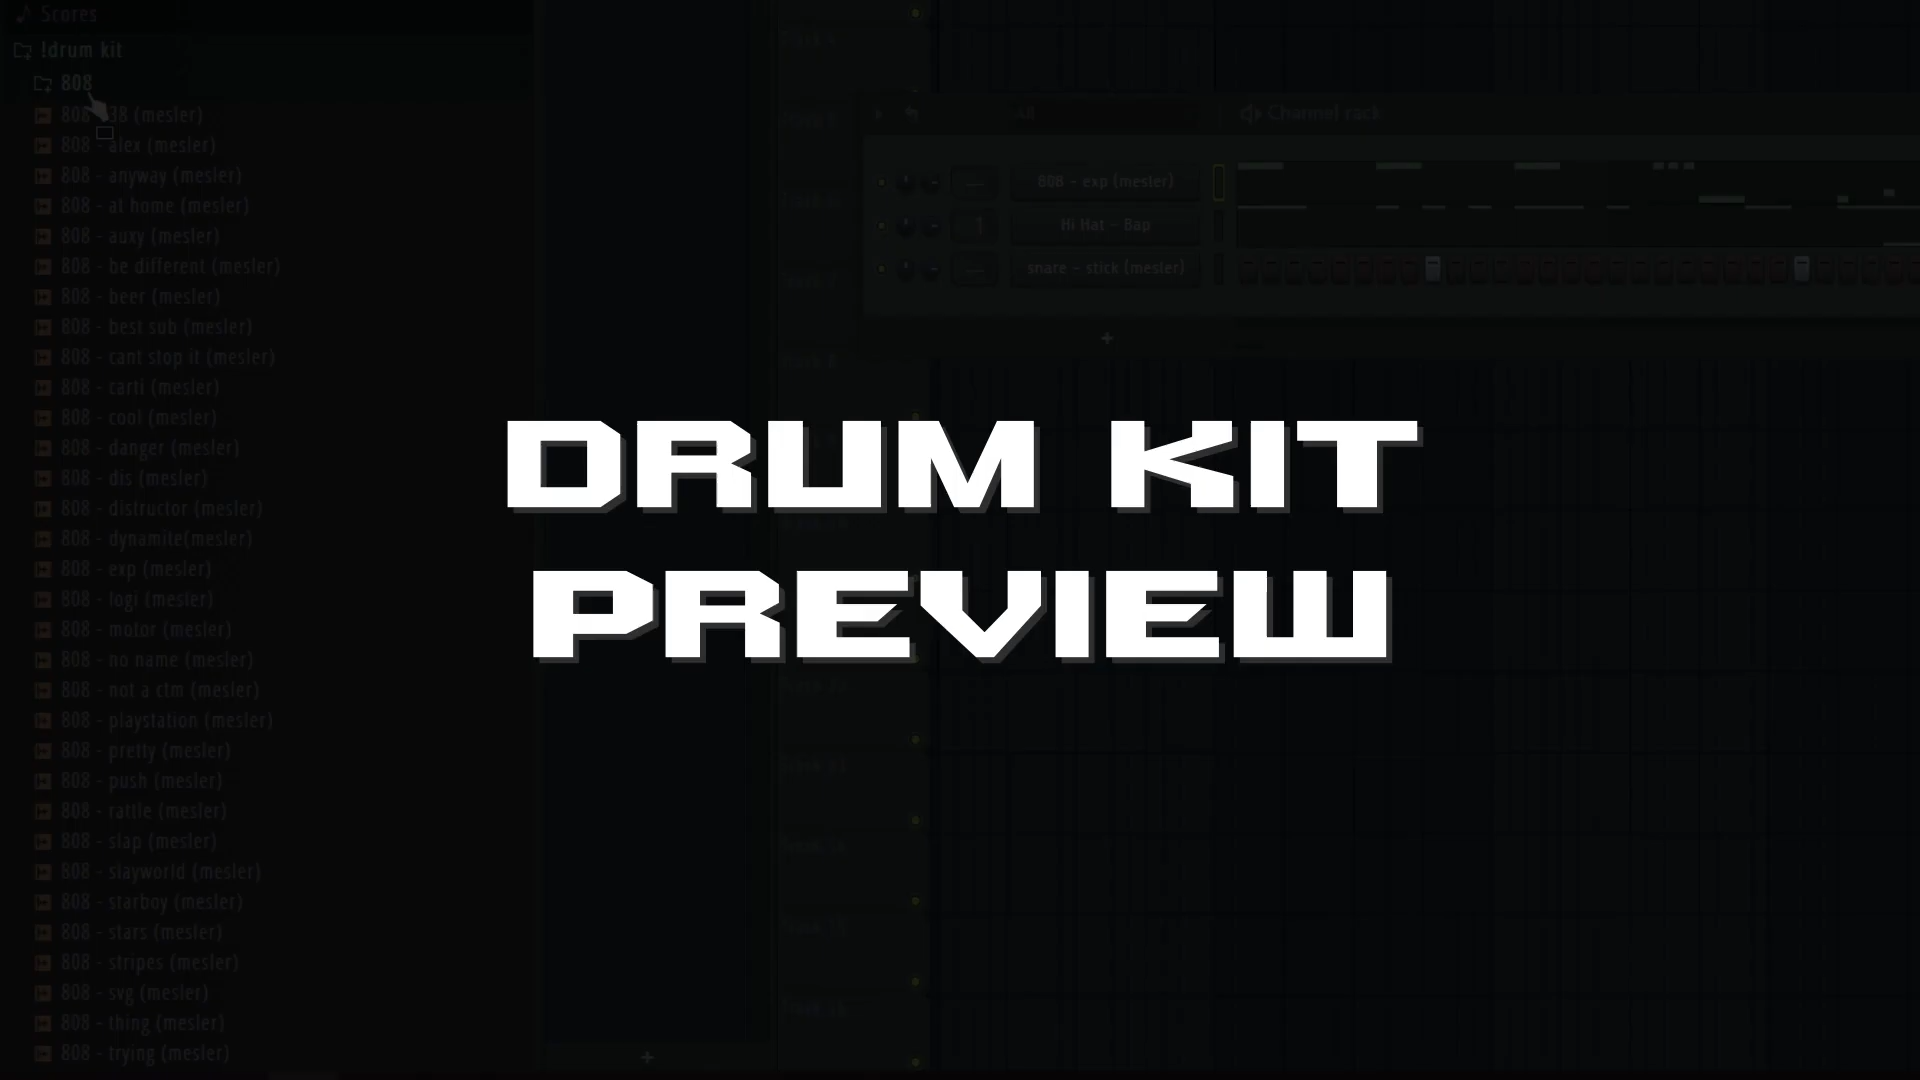 Scores
!drum kit
808
808 - 38 (mesler)
808 - alex (mesler)
808 - anyway (mesler)
808 - at home (mesler)
808 - auxy (mesler)
808 - be different (mesler)
808 - beer (mesler)
808 - best sub (mesler)
808 - cant stop it (mesler)
808 - carti (mesler)
808 - cool (mesler)
808 - danger (mesler)
808 - dis (mesler)
808 - distructor (mesler)
808 - dynamite(mesler)
808 - exp (mesler)
808 - logi (mesler)
808 - motor (mesler)
808 - no name (mesler)
808 - not a ctm (mesler)
808 - playstation (mesler)
808 - pretty (mesler)
808 - push (mesler)
808 - rattle (mesler)
808 - slap (mesler)
808 - slayworld (mesler)
808 - starboy (mesler)
808 - stars (mesler)
808 - stripes (mesler)
808 - svg (mesler)
808 - thing (mesler)
808 - trying (mesler)
All
Channel rack
808 - exp (mesler)
1
Hi Hat - Bap
snare - stick (mesler)
DRUM KIT
PREVIEW